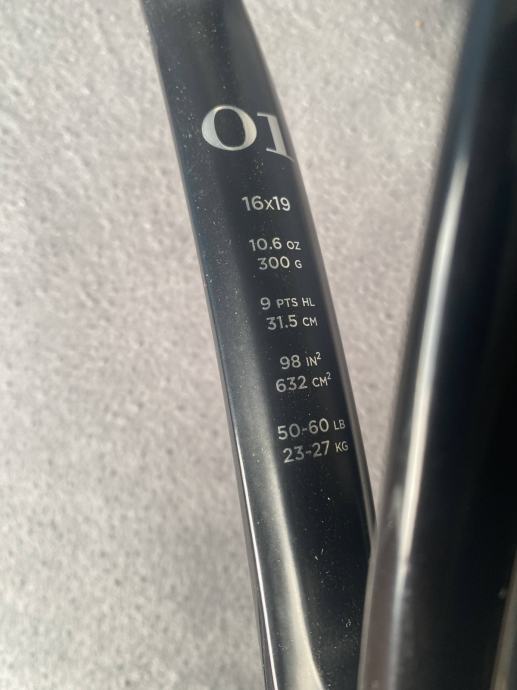 01
16x19
10.6 OZ
300 G
9 PTS HL
31.5 CM
98 IN²
632 CM²
50-60 LB
23-27 KG